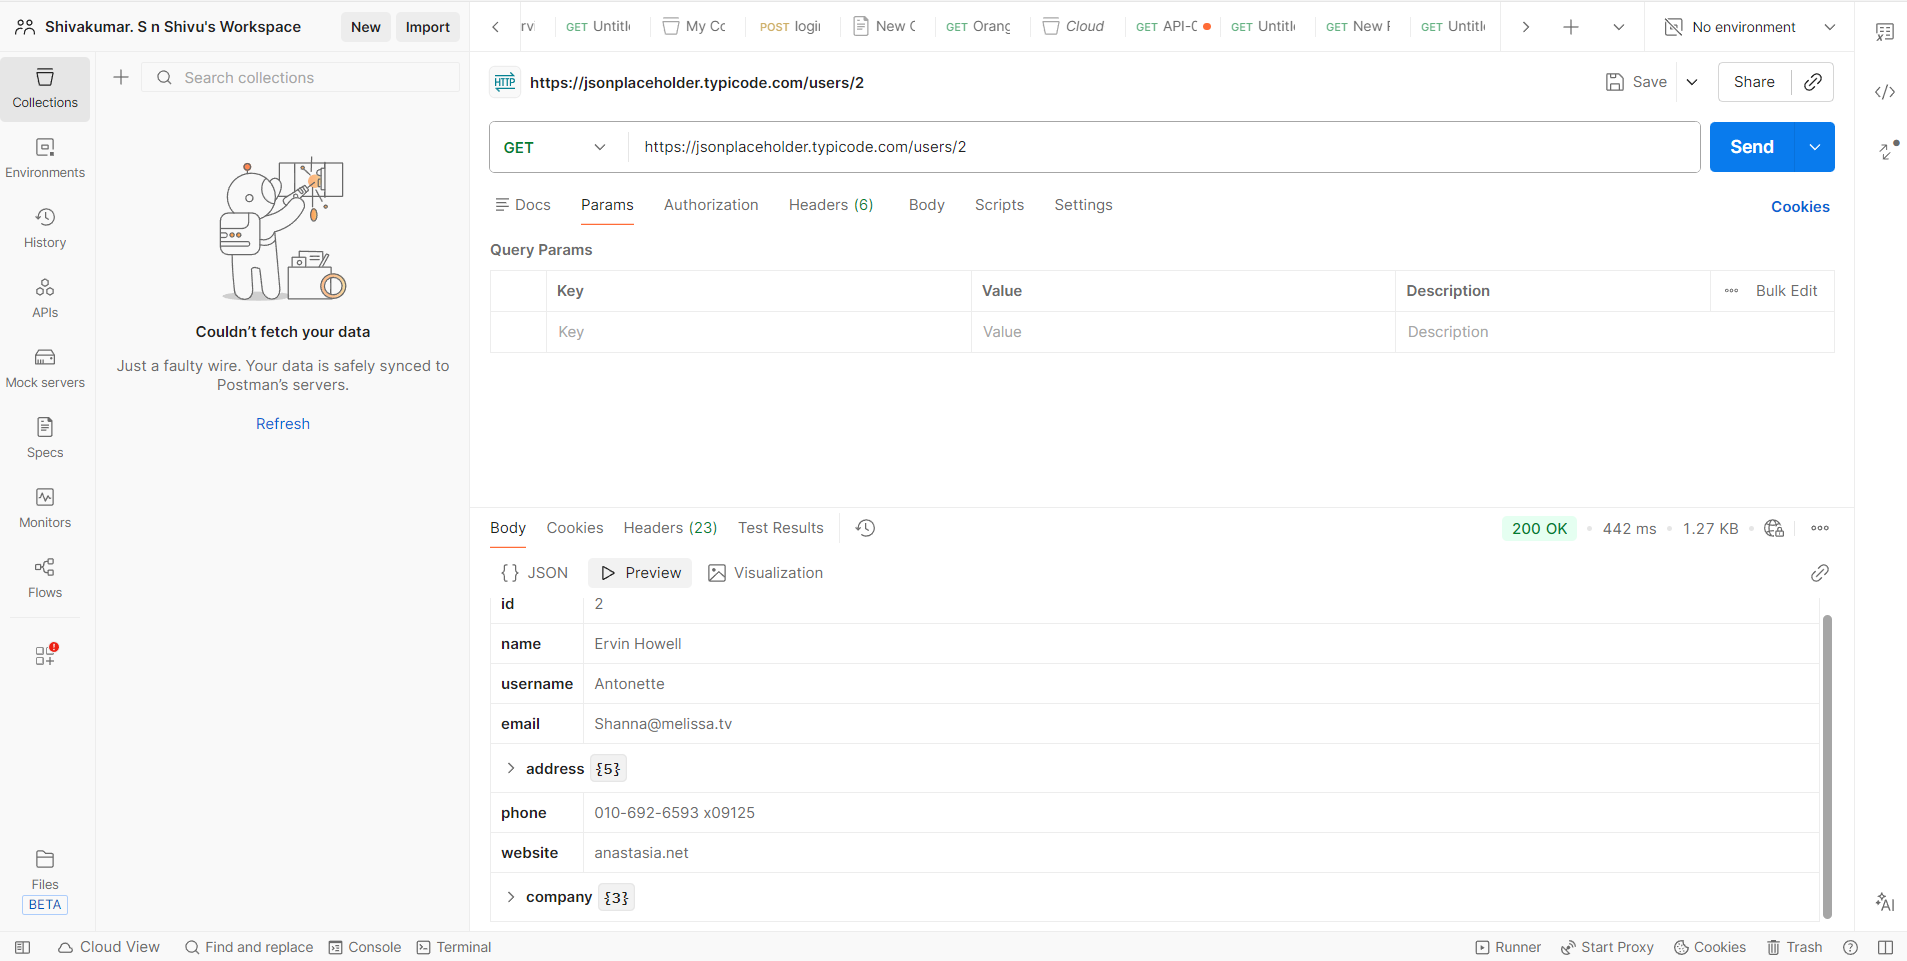 Shivakumar. S n Shivu's Workspace
New
Import
GET Untitle
My Co
POST login
New C
GET Orang
Cloud
GET API-C
GET Untitle
GET New F
GET Untitle
No environment
Collections
Environments
History
APIs
Mock servers
Specs
Monitors
Flows
Files
BETA
Search collections
Couldn’t fetch your data
Just a faulty wire. Your data is safely synced to
Postman’s servers.
Refresh
HTTP https://jsonplaceholder.typicode.com/users/2
Save
Share
GET
https://jsonplaceholder.typicode.com/users/2
Send
Docs
Params
Authorization
Headers (6)
Body
Scripts
Settings
Cookies
Query Params
Key Value Description Bulk Edit
Key Value Description
Body
Cookies
Headers (23)
Test Results
200 OK
442 ms
1.27 KB
{} JSON
Preview
Visualization
id 2
name Ervin Howell
username Antonette
email Shanna@melissa.tv
address {5}
phone 010-692-6593 x09125
website anastasia.net
company {3}
AI
Cloud View
Find and replace
Console
Terminal
Runner
Start Proxy
Cookies
Trash